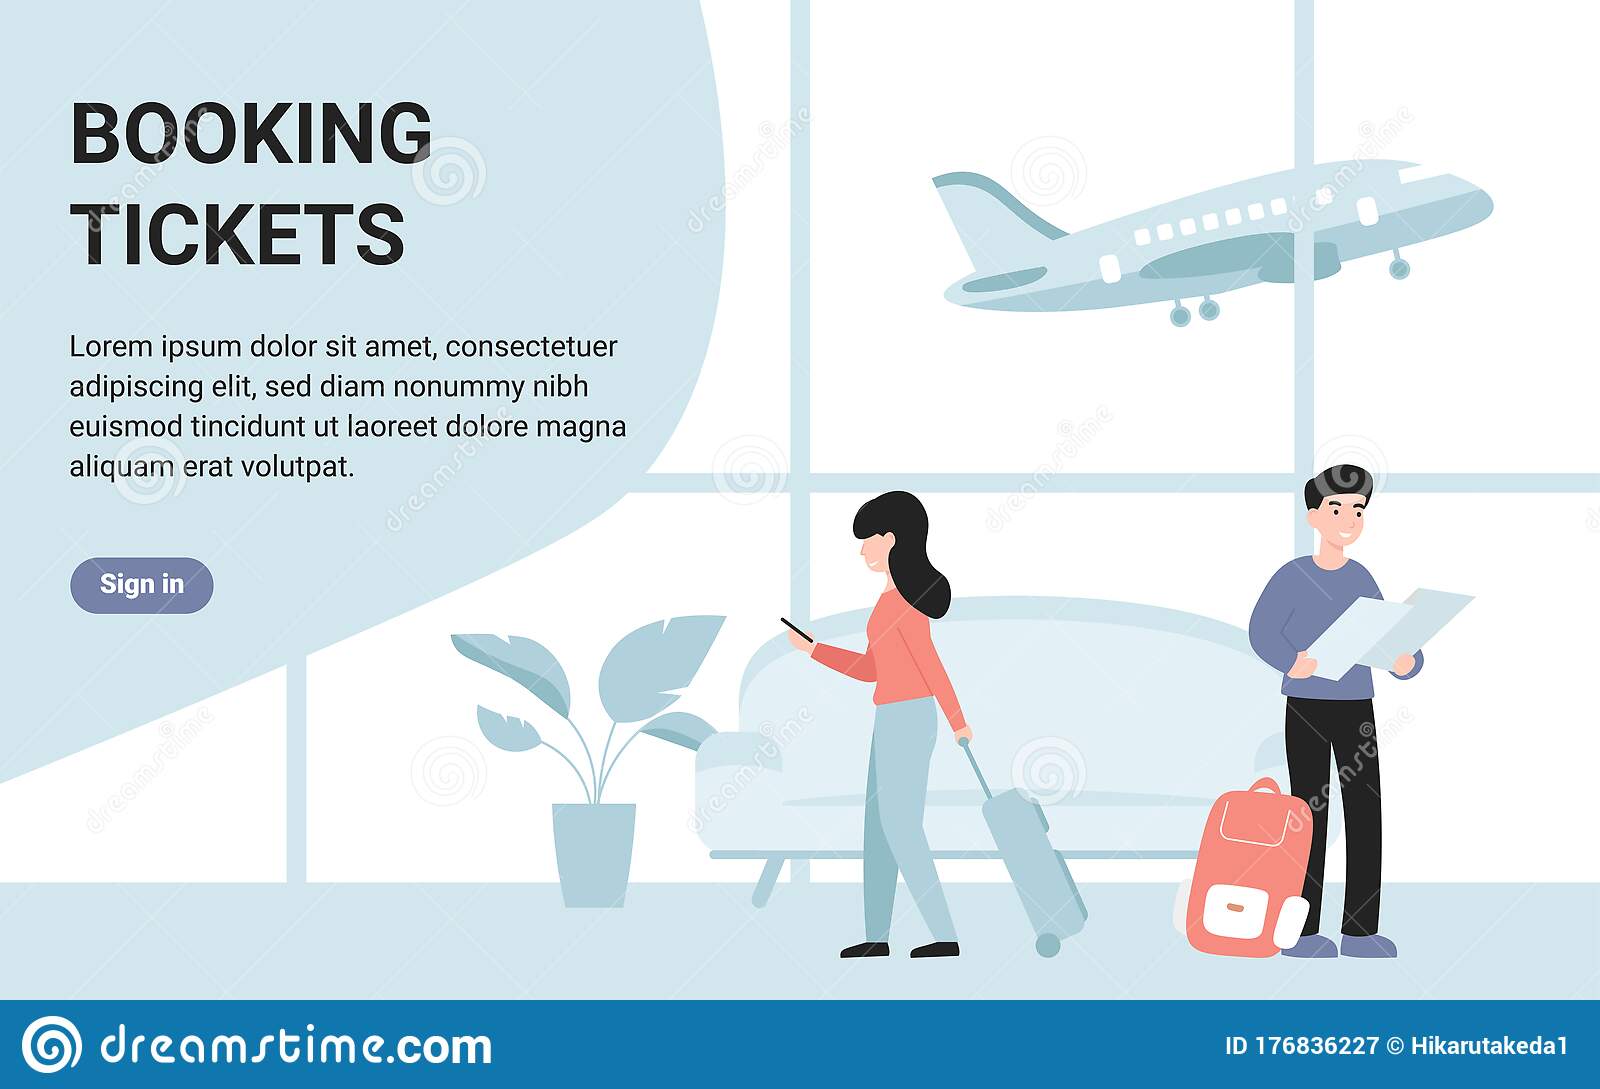 BOOKING
TICKETS
Lorem ipsum dolor sit amet, consectetuer
adipiscing elit, sed diam nonummy nibh
euismod tincidunt ut laoreet dolore magna
aliquam erat volutpat.
Sign in
dreamstime.com
ID 176836227 © Hikarutakeda1